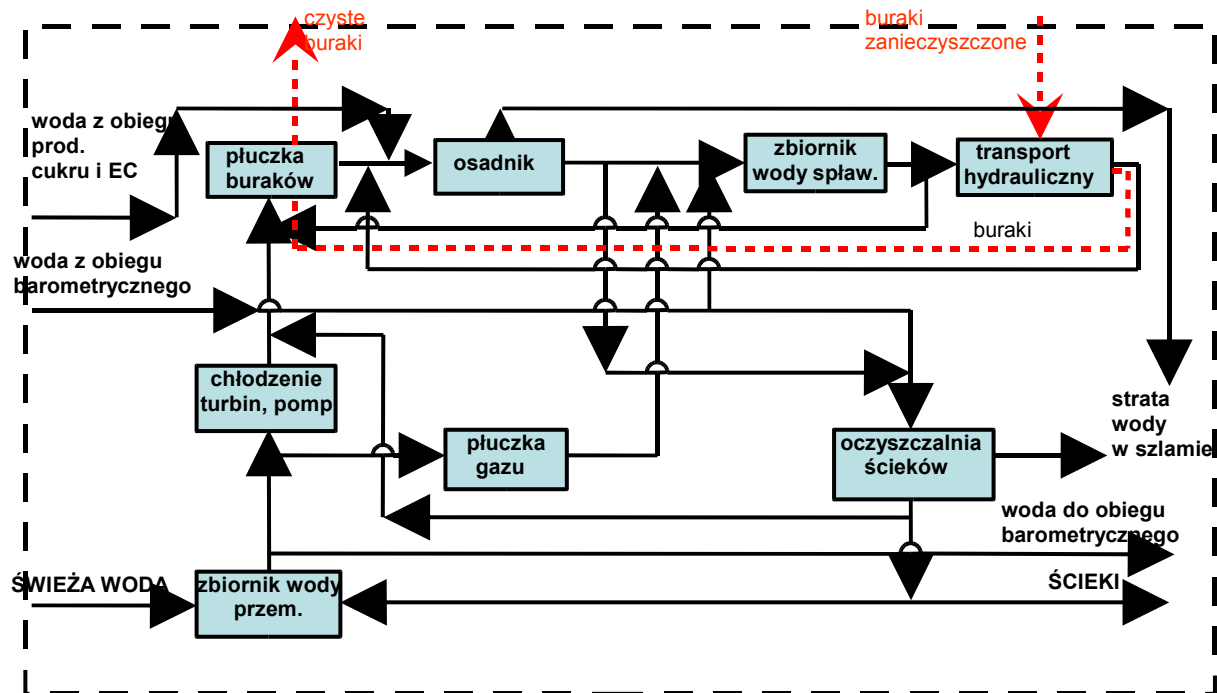 czyste
buraki
buraki
zanieczyszczone
woda z obiegu
prod.
cukru i EC
płuczka
buraków
osadnik
zbiornik
wody spław.
transport
hydrauliczny
buraki
woda z obiegu
barometrycznego
chłodzenie
turbin, pomp
płuczka
gazu
oczyszczalnia
ścieków
strata
wody
w szlamie
woda do obiegu
barometrycznego
ŚWIEŻA WODA
zbiornik wody
przem.
ŚCIEKI